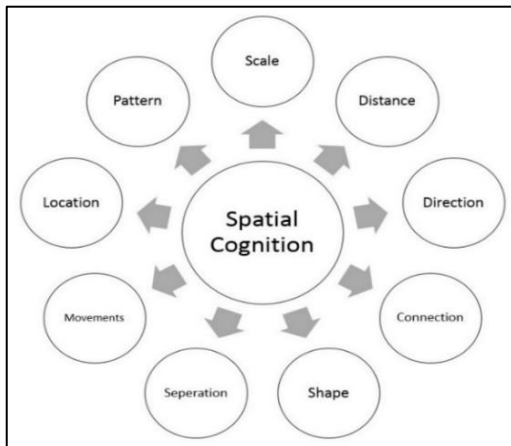 Scale
Pattern
Distance
Location
Spatial
Cognition
Direction
Movements
Connection
Seperation
Shape